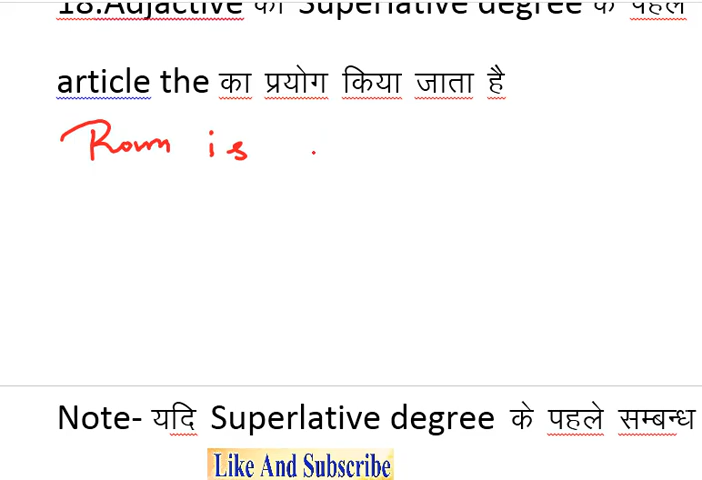 18.Adjactive की Superlative degree के पहले
article the का प्रयोग किया जाता है
Ram is
Note- यदि Superlative degree के पहले सम्बन्ध
Like And Subscribe